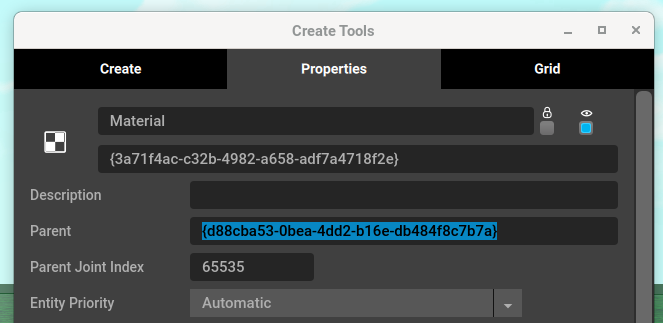 Create Tools
Create Properties Grid
Material
{3a71f4ac-c32b-4982-a658-adf7a4718f2e}
Description
Parent {d88cba53-0bea-4dd2-b16e-db484f8c7b7a}
Parent Joint Index 65535
Entity Priority Automatic